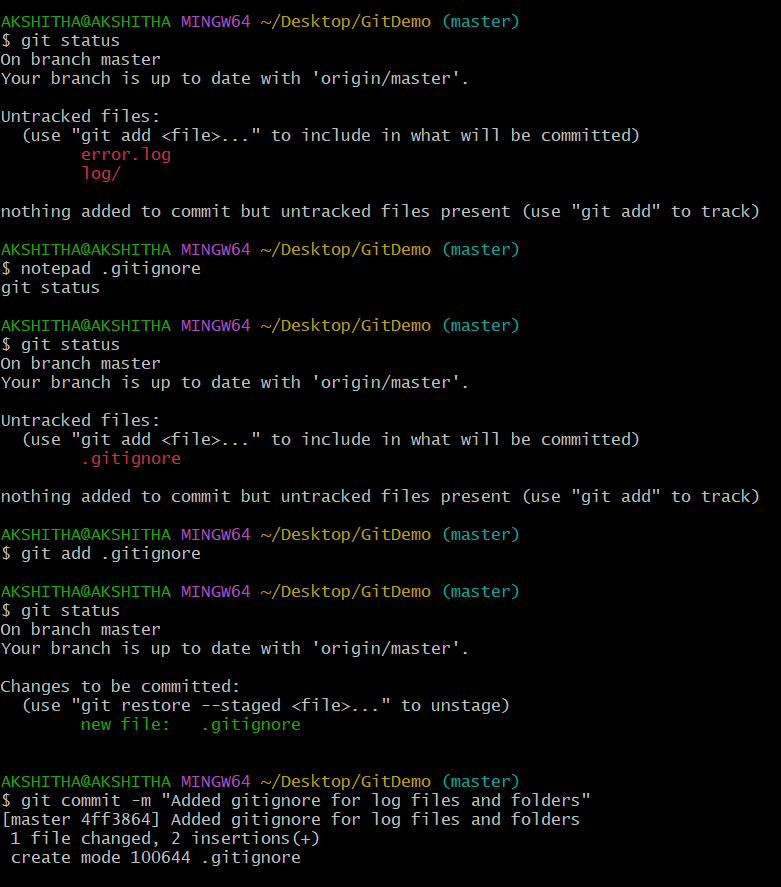 AKSHITHA@AKSHITHA MINGW64 ~/Desktop/GitDemo (master)
$ git status
On branch master
Your branch is up to date with 'origin/master'.
Untracked files:
  (use "git add <file>..." to include in what will be committed)
        error.log
        log/
nothing added to commit but untracked files present (use "git add" to track)
AKSHITHA@AKSHITHA MINGW64 ~/Desktop/GitDemo (master)
$ notepad .gitignore
git status
AKSHITHA@AKSHITHA MINGW64 ~/Desktop/GitDemo (master)
$ git status
On branch master
Your branch is up to date with 'origin/master'.
Untracked files:
  (use "git add <file>..." to include in what will be committed)
        .gitignore
nothing added to commit but untracked files present (use "git add" to track)
AKSHITHA@AKSHITHA MINGW64 ~/Desktop/GitDemo (master)
$ git add .gitignore
AKSHITHA@AKSHITHA MINGW64 ~/Desktop/GitDemo (master)
$ git status
On branch master
Your branch is up to date with 'origin/master'.
Changes to be committed:
  (use "git restore --staged <file>..." to unstage)
        new file:   .gitignore
AKSHITHA@AKSHITHA MINGW64 ~/Desktop/GitDemo (master)
$ git commit -m "Added gitignore for log files and folders"
[master 4ff3864] Added gitignore for log files and folders
 1 file changed, 2 insertions(+)
 create mode 100644 .gitignore